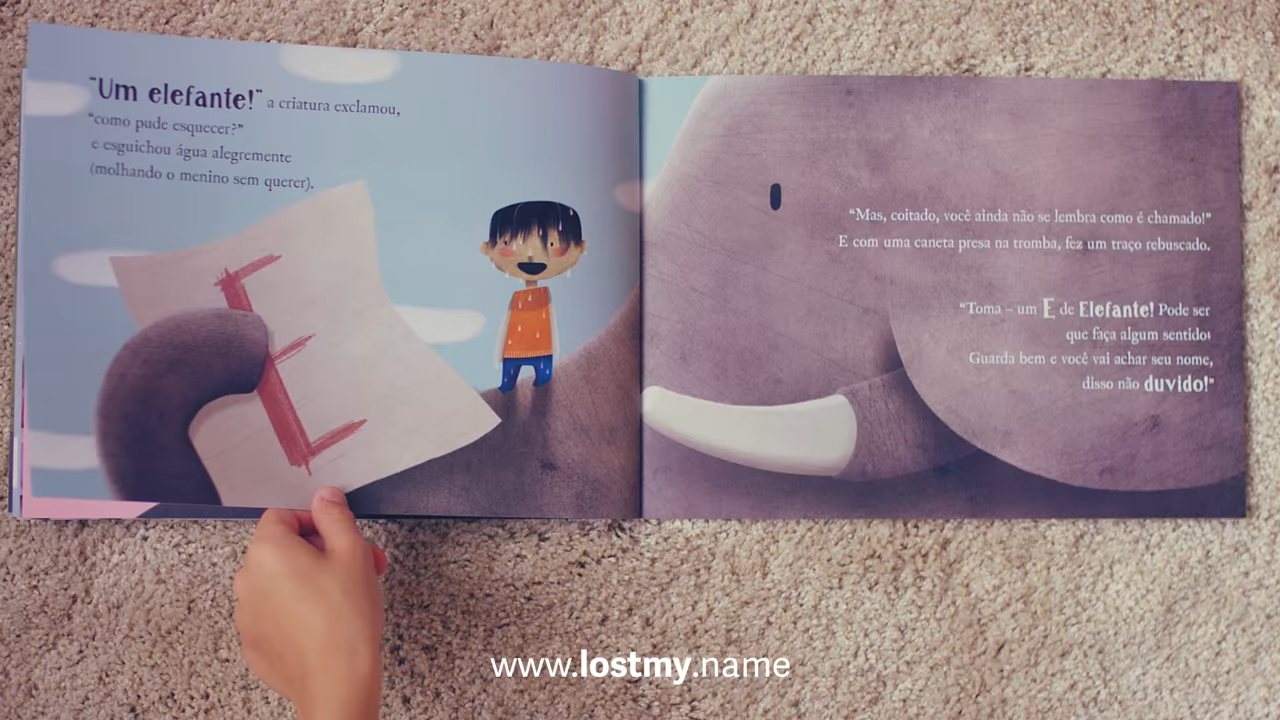 "Um elefante!" a criatura exclamou,
"como pude esquecer?"
e esguichou água alegremente
(molhando o menino sem querer).
E
"Mas, coitado, você ainda não se lembra como é chamado!"
E com uma caneta presa na tromba, fez um traço rebuscado.
"Toma – um E de Elefante! Pode ser
que faça algum sentido:
Guarda bem e você vai achar seu nome,
disso não duvido!"
www.lostmy.name